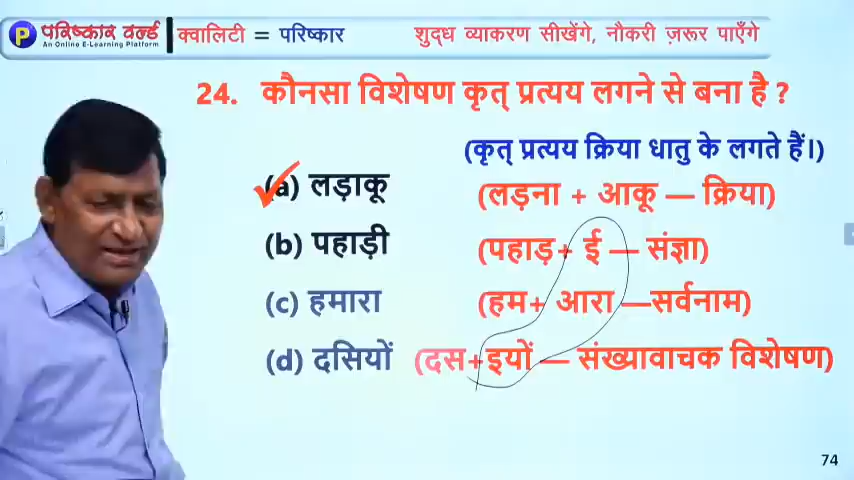 परिष्कार वर्ल्ड
An Online E-Learning Platform
क्वालिटी = परिष्कार
शुद्ध व्याकरण सीखेंगे, नौकरी ज़रूर पाएँगे
24. कौनसा विशेषण कृत् प्रत्यय लगने से बना है ?
(कृत् प्रत्यय क्रिया धातु के लगते हैं।)
(a) लड़ाकू (लड़ना + आकू — क्रिया)
(b) पहाड़ी (पहाड़+ ई — संज्ञा)
(c) हमारा (हम+ आरा —सर्वनाम)
(d) दसियों (दस+इयों — संख्यावाचक विशेषण)
74